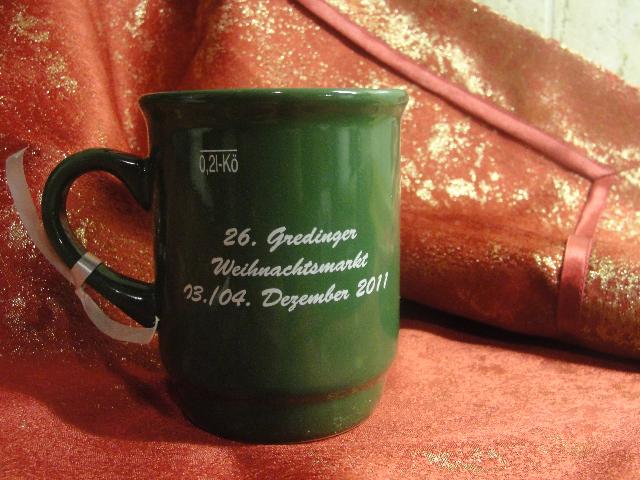 0,2l-Kö
26. Gredinger
Weihnachtsmarkt
03./04. Dezember 2011